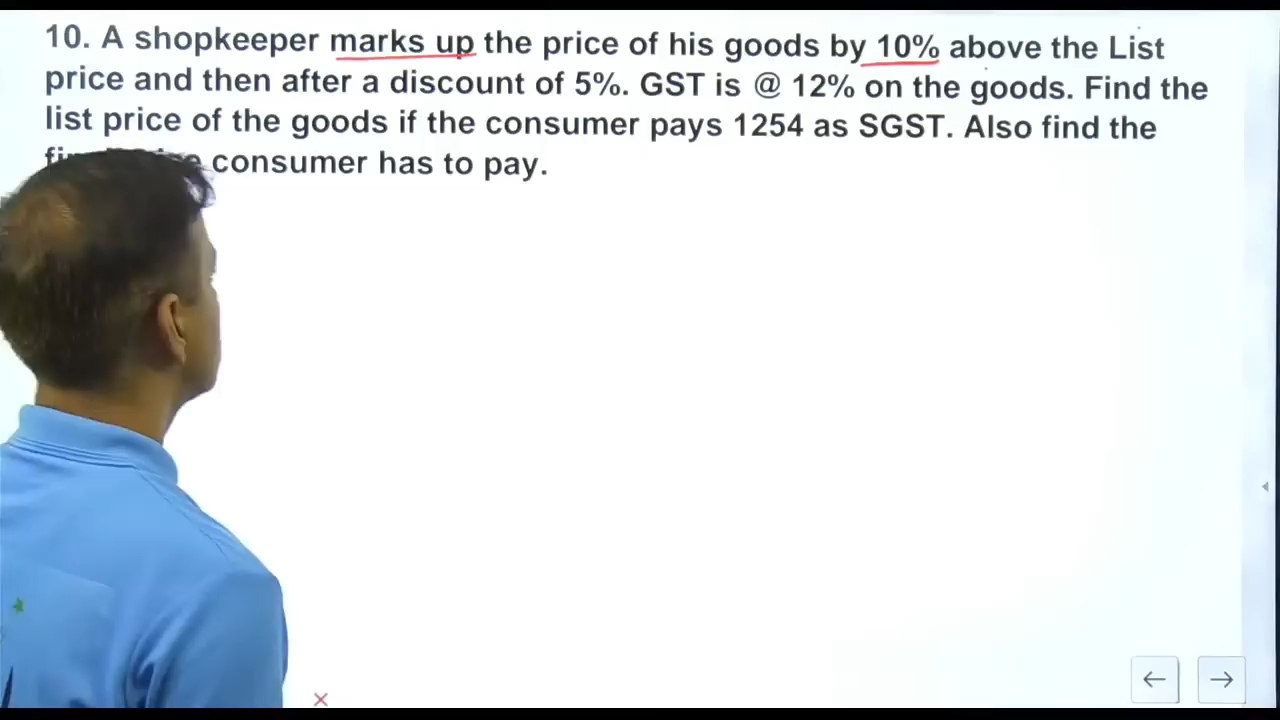 10. A shopkeeper marks up the price of his goods by 10% above the List
price and then after a discount of 5%. GST is @ 12% on the goods. Find the
list price of the goods if the consumer pays 1254 as SGST. Also find the
consumer has to pay.